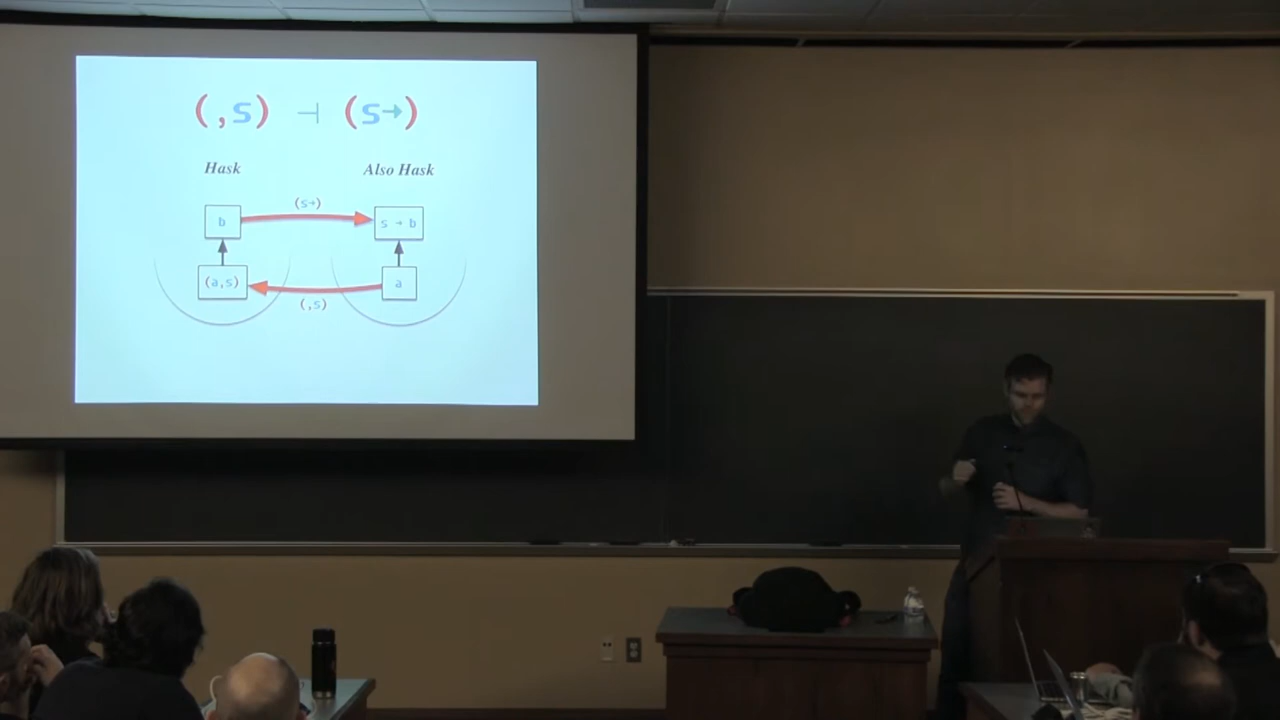 (,s) ⊣ (s→)
Hask Also Hask
(s→)
b s → b
(a,s) a
(,s)